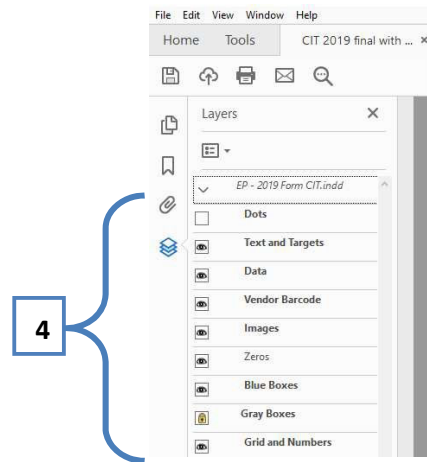 File Edit View Window Help
Home Tools CIT 2019 final with ... ×
Layers
EP - 2019 Form CIT.indd
Dots
Text and Targets
Data
Vendor Barcode
4
Images
Zeros
Blue Boxes
Gray Boxes
Grid and Numbers